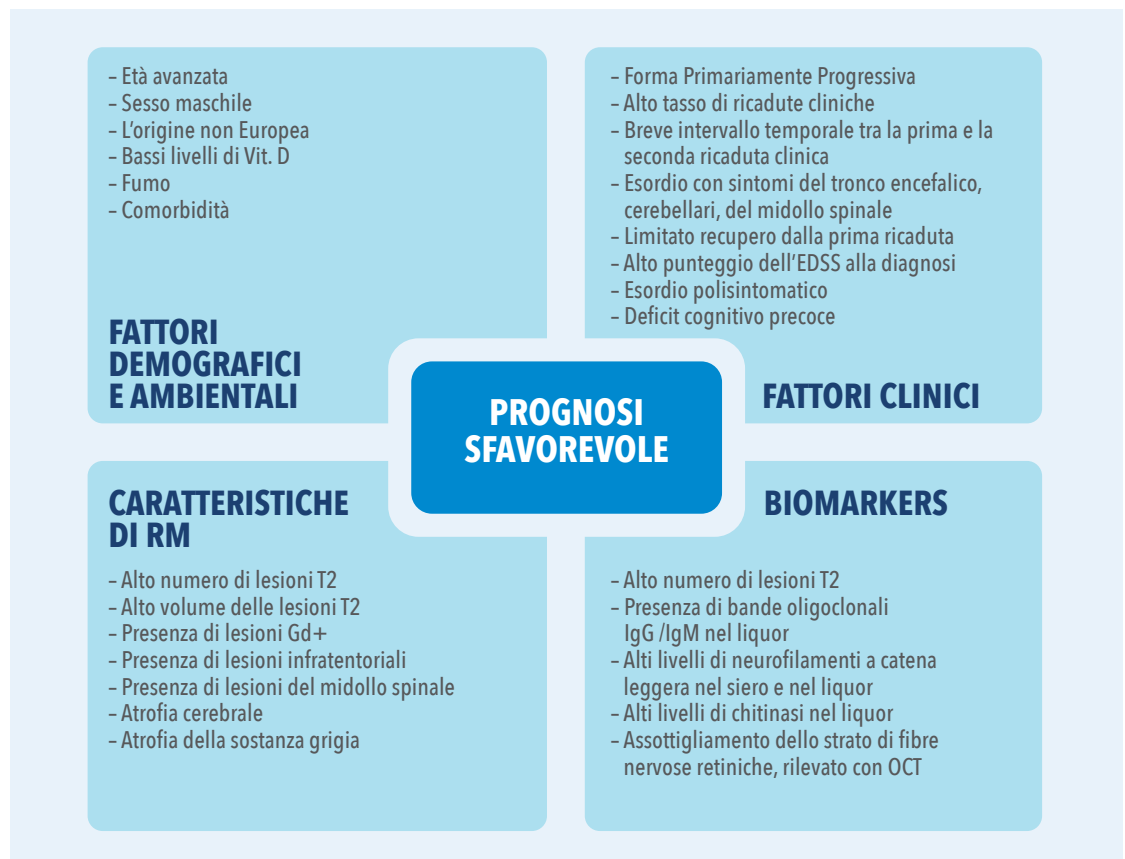 – Età avanzata
– Sesso maschile
– L'origine non Europea
– Bassi livelli di Vit. D
– Fumo
– Comorbidità
FATTORI
DEMOGRAFICI
E AMBIENTALI
– Forma Primariamente Progressiva
– Alto tasso di ricadute cliniche
– Breve intervallo temporale tra la prima e la
seconda ricaduta clinica
– Esordio con sintomi del tronco encefalico,
cerebellari, del midollo spinale
– Limitato recupero dalla prima ricaduta
– Alto punteggio dell'EDSS alla diagnosi
– Esordio polisintomatico
– Deficit cognitivo precoce
FATTORI CLINICI
PROGNOSI
SFAVOREVOLE
CARATTERISTICHE
DI RM
– Alto numero di lesioni T2
– Alto volume delle lesioni T2
– Presenza di lesioni Gd+
– Presenza di lesioni infratentoriali
– Presenza di lesioni del midollo spinale
– Atrofia cerebrale
– Atrofia della sostanza grigia
BIOMARKERS
– Alto numero di lesioni T2
– Presenza di bande oligoclonali
IgG /IgM nel liquor
– Alti livelli di neurofilamenti a catena
leggera nel siero e nel liquor
– Alti livelli di chitinasi nel liquor
– Assottigliamento dello strato di fibre
nervose retiniche, rilevato con OCT